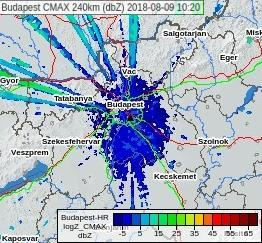 Budapest CMAX 240km (dbZ) 2018-08-09 10:20
Salgotarjan
Misk
Eger
Vac
Gyor
Tatabanya
Budapest
Szekesfehervar
Szolnok
Veszprem
Kecskemet
Budapest-HR
logZ_CMAX
dbZ
-5 5 15 25 35 45 55 65
Kaposvar